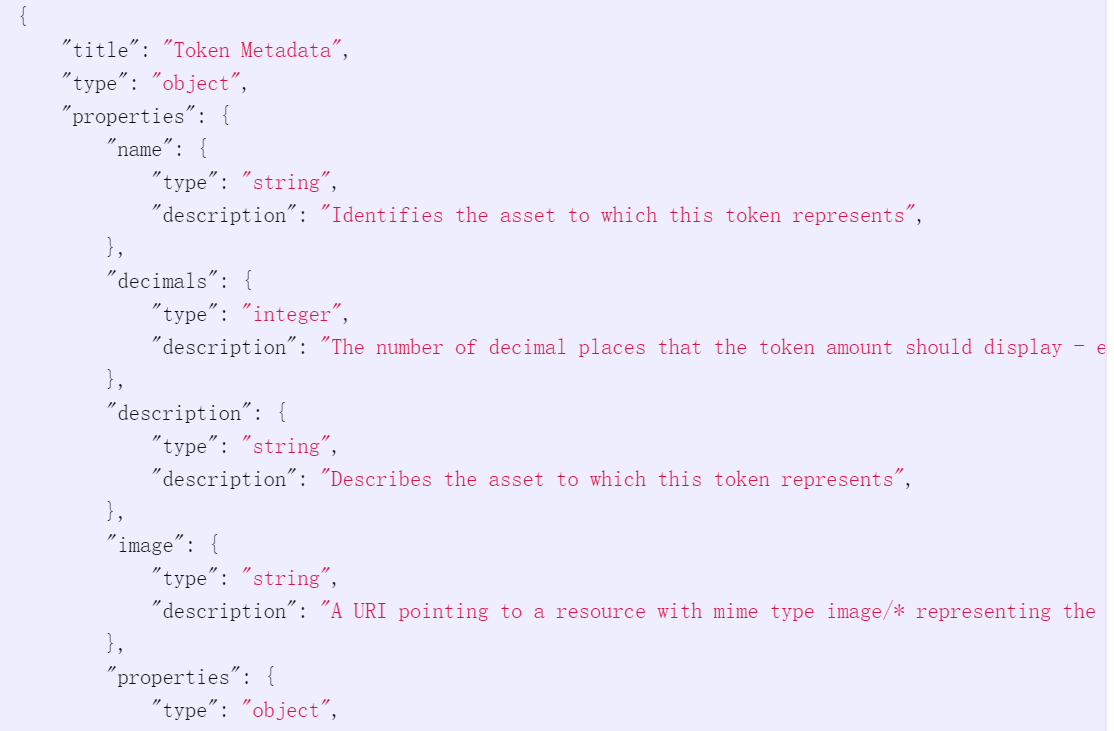 {
    "title": "Token Metadata",
    "type": "object",
    "properties": {
        "name": {
            "type": "string",
            "description": "Identifies the asset to which this token represents",
        },
        "decimals": {
            "type": "integer",
            "description": "The number of decimal places that the token amount should display - e
        },
        "description": {
            "type": "string",
            "description": "Describes the asset to which this token represents",
        },
        "image": {
            "type": "string",
            "description": "A URI pointing to a resource with mime type image/* representing the
        },
        "properties": {
            "type": "object",